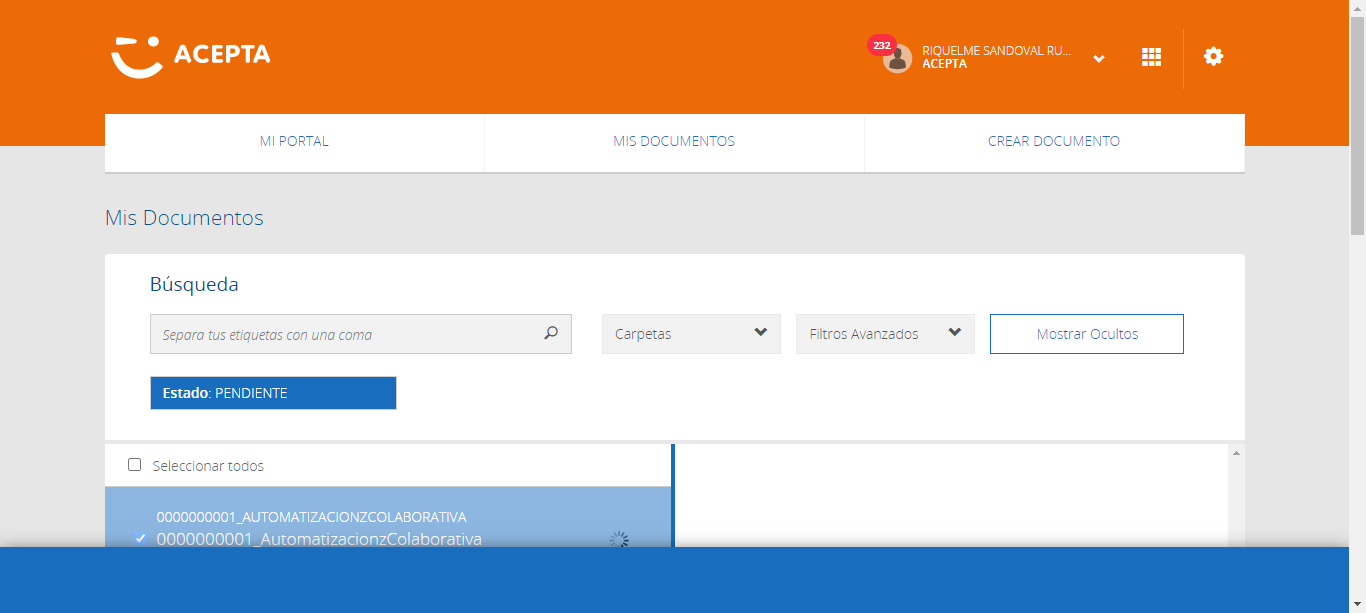 ACEPTA
232
RIQUELME SANDOVAL RU...
ACEPTA
MI PORTAL
MIS DOCUMENTOS
CREAR DOCUMENTO
Mis Documentos
Búsqueda
Separa tus etiquetas con una coma
Carpetas
Filtros Avanzados
Mostrar Ocultos
Estado: PENDIENTE
Seleccionar todos
0000000001_AUTOMATIZACIONZCOLABORATIVA
0000000001_AutomatizacionzColaborativa